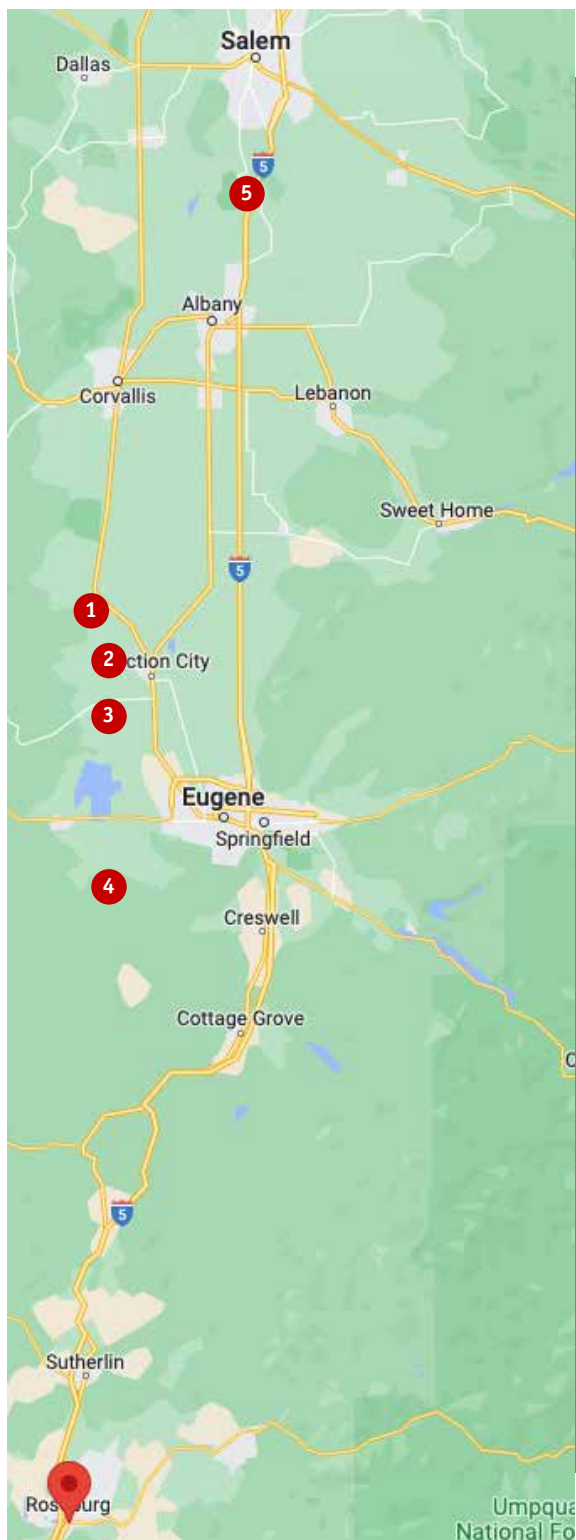 Salem
Dallas
5
5
Albany
Corvallis
Lebanon
Sweet Home
5
1
2 ction City
3
Eugene
Springfield
4
Creswell
Cottage Grove
5
Sutherlin
Ros urg
Umpqua
National Fo